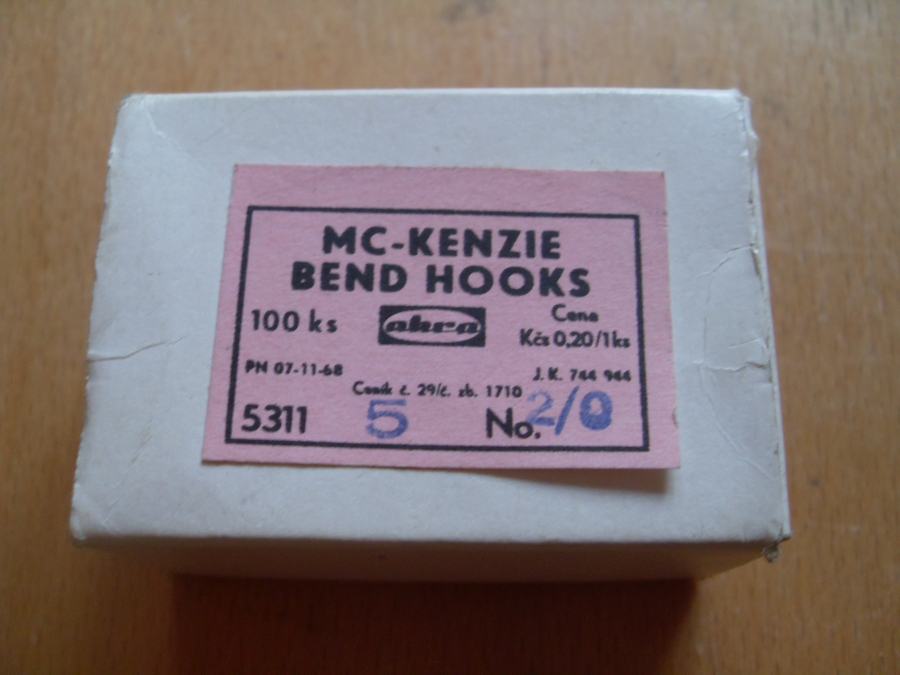 MC-KENZIE
BEND HOOKS
100 ks
akra
Cena
Kčs 0,20/1ks
PN 07-11-68
J.K. 744 944
Ceník č. 29/č. zb. 1710
5311 5 No. 2/0